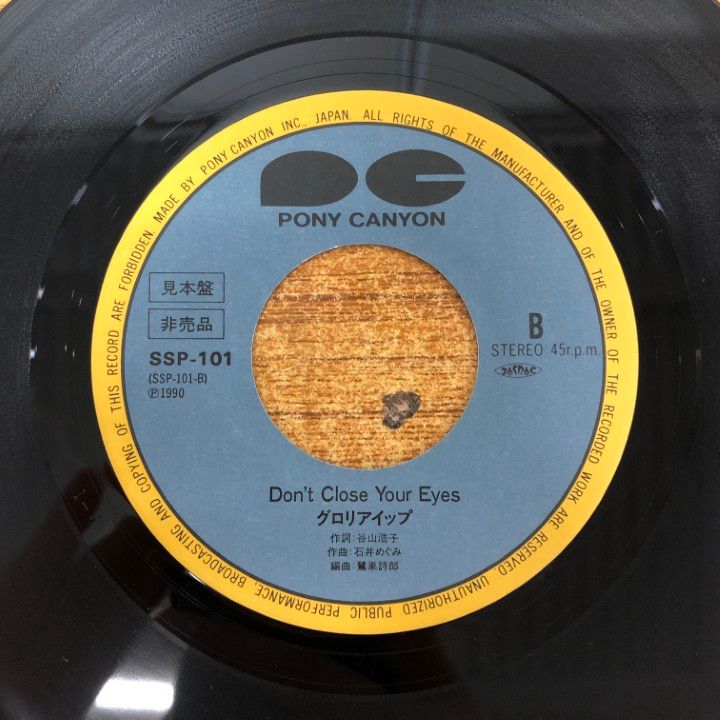 MADE BY PONY CANYON INC., JAPAN. ALL RIGHTS OF THE MANUFACTURER AND OF THE OWNER OF THE RECORDED WORK ARE RESERVED. UNAUTHORIZED PUBLIC PERFORMANCE, BROADCASTING AND COPYING OF THIS RECORD ARE FORBIDDEN.
PC
PONY CANYON
見本盤
非売品
SSP-101
(SSP-101-B)
Ⓟ1990
B
STEREO 45r.p.m.
JASRAC
Don't Close Your Eyes
グロリアイップ
作詞:谷山浩子
作曲:石井めぐみ
編曲:鷺巣詩郎